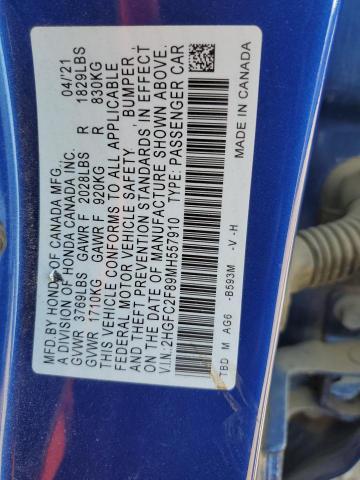 MFD. BY HONDA OF CANADA MFG. 04/'21
A DIVISION OF HONDA CANADA INC.
GVWR 3769LBS GAWR F 2028LBS R 1829LBS
GVWR 1710KG GAWR F 920KG R 830KG
THIS VEHICLE CONFORMS TO ALL APPLICABLE
FEDERAL MOTOR VEHICLE SAFETY, BUMPER,
AND THEFT PREVENTION STANDARDS IN EFFECT
ON THE DATE OF MANUFACTURE SHOWN ABOVE.
V.I.N:2HGFC2F89MH557910 TYPE: PASSENGER CAR
TBD M AG6 -B593M -V -H
MADE IN CANADA